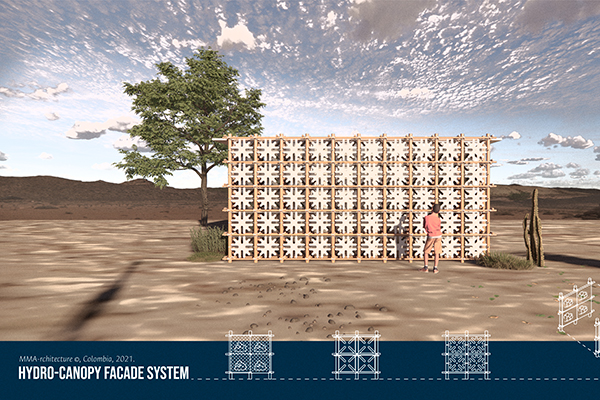 MMA-rchitecture ©, Colombia, 2021.
HYDRO-CANOPY FACADE SYSTEM